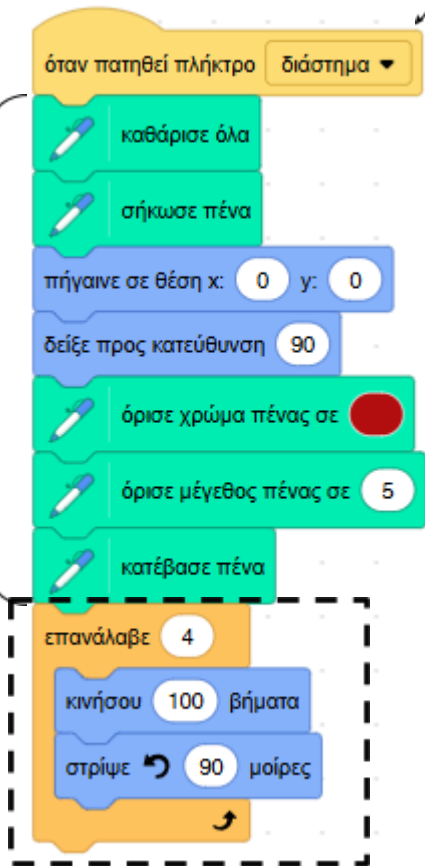 όταν πατηθεί πλήκτρο διάστημα
καθάρισε όλα
σήκωσε πένα
πήγαινε σε θέση x: 0 y: 0
δείξε προς κατεύθυνση 90
όρισε χρώμα πένας σε
όρισε μέγεθος πένας σε 5
κατέβασε πένα
επανάλαβε 4
κινήσου 100 βήματα
στρίψε 90 μοίρες